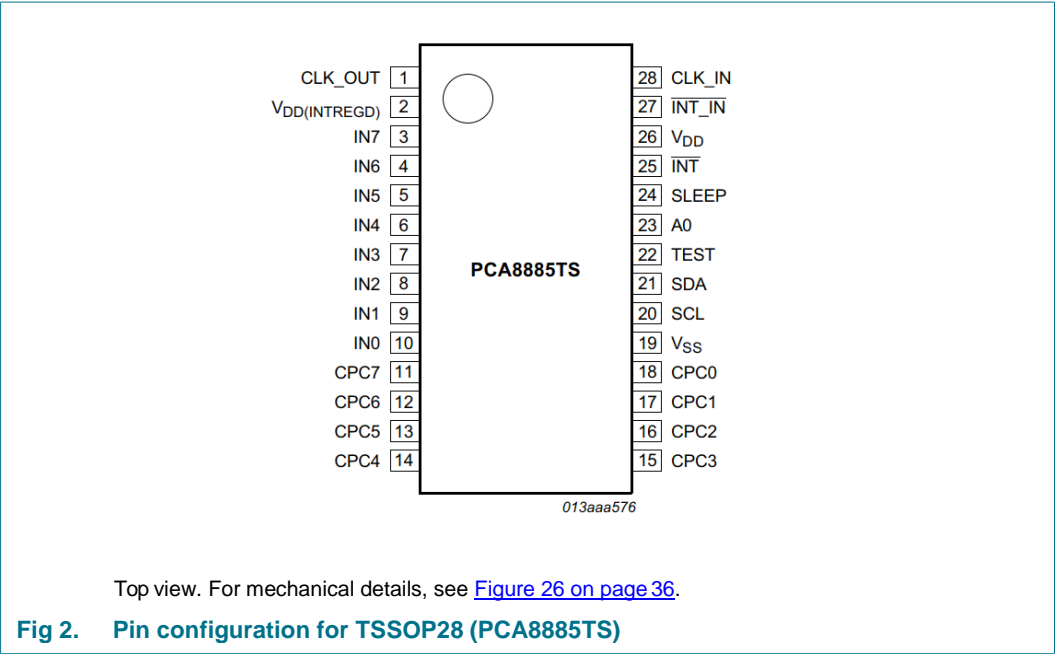 CLK_OUT 1 28 CLK_IN
VDD(INTREGD) 2 27 INT_IN
IN7 3 26 VDD
IN6 4 25 INT
IN5 5 24 SLEEP
IN4 6 23 A0
IN3 7 22 TEST
PCA8885TS
IN2 8 21 SDA
IN1 9 20 SCL
IN0 10 19 VSS
CPC7 11 18 CPC0
CPC6 12 17 CPC1
CPC5 13 16 CPC2
CPC4 14 15 CPC3
013aaa576
Top view. For mechanical details, see Figure 26 on page 36.
Fig 2. Pin configuration for TSSOP28 (PCA8885TS)